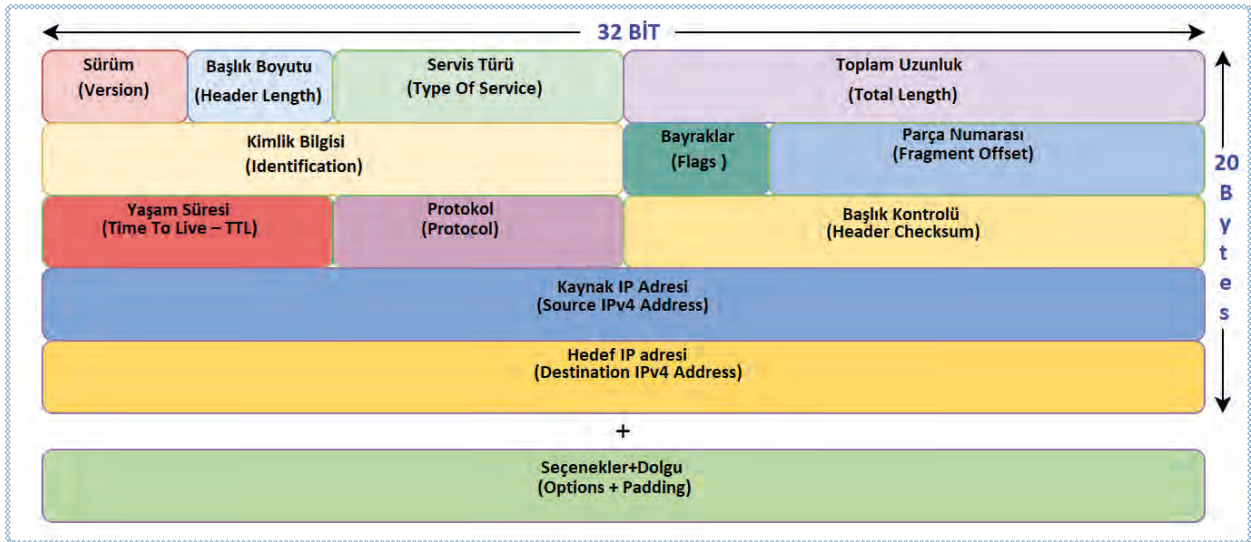 32 BİT
Sürüm
(Version)
Başlık Boyutu
(Header Length)
Servis Türü
(Type Of Service)
Toplam Uzunluk
(Total Length)
Kimlik Bilgisi
(Identification)
Bayraklar
(Flags )
Parça Numarası
(Fragment Offset)
Yaşam Süresi
(Time To Live – TTL)
Protokol
(Protocol)
Başlık Kontrolü
(Header Checksum)
Kaynak IP Adresi
(Source IPv4 Address)
Hedef IP adresi
(Destination IPv4 Address)
20
B
y
t
e
s
+
Seçenekler+Dolgu
(Options + Padding)